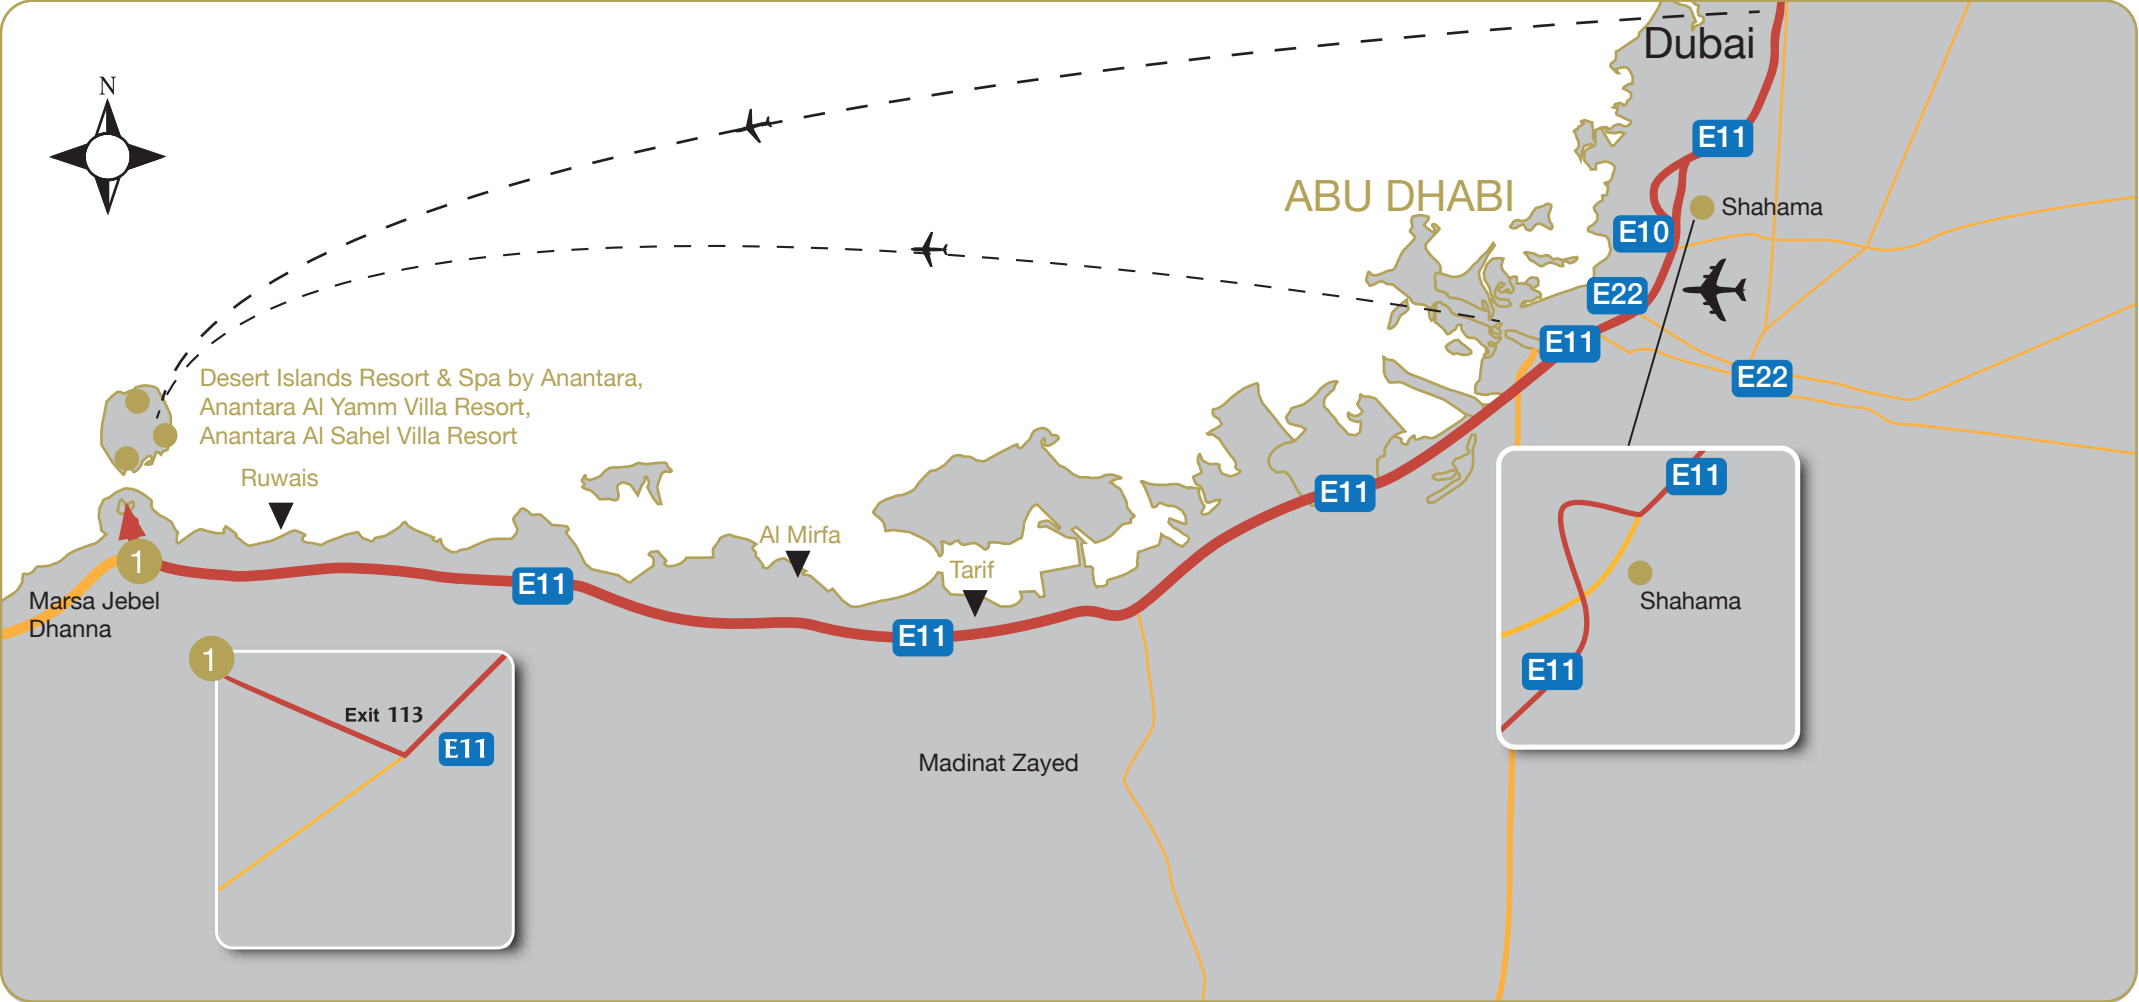 N
Dubai
E11
ABU DHABI
Shahama
E10
E22
E11
E22
Desert Islands Resort & Spa by Anantara,
Anantara Al Yamm Villa Resort,
Anantara Al Sahel Villa Resort
Ruwais
E11
E11
Al Mirfa
Tarif
1
E11
Marsa Jebel
Dhanna
Shahama
E11
E11
1
Exit 113
E11
Madinat Zayed